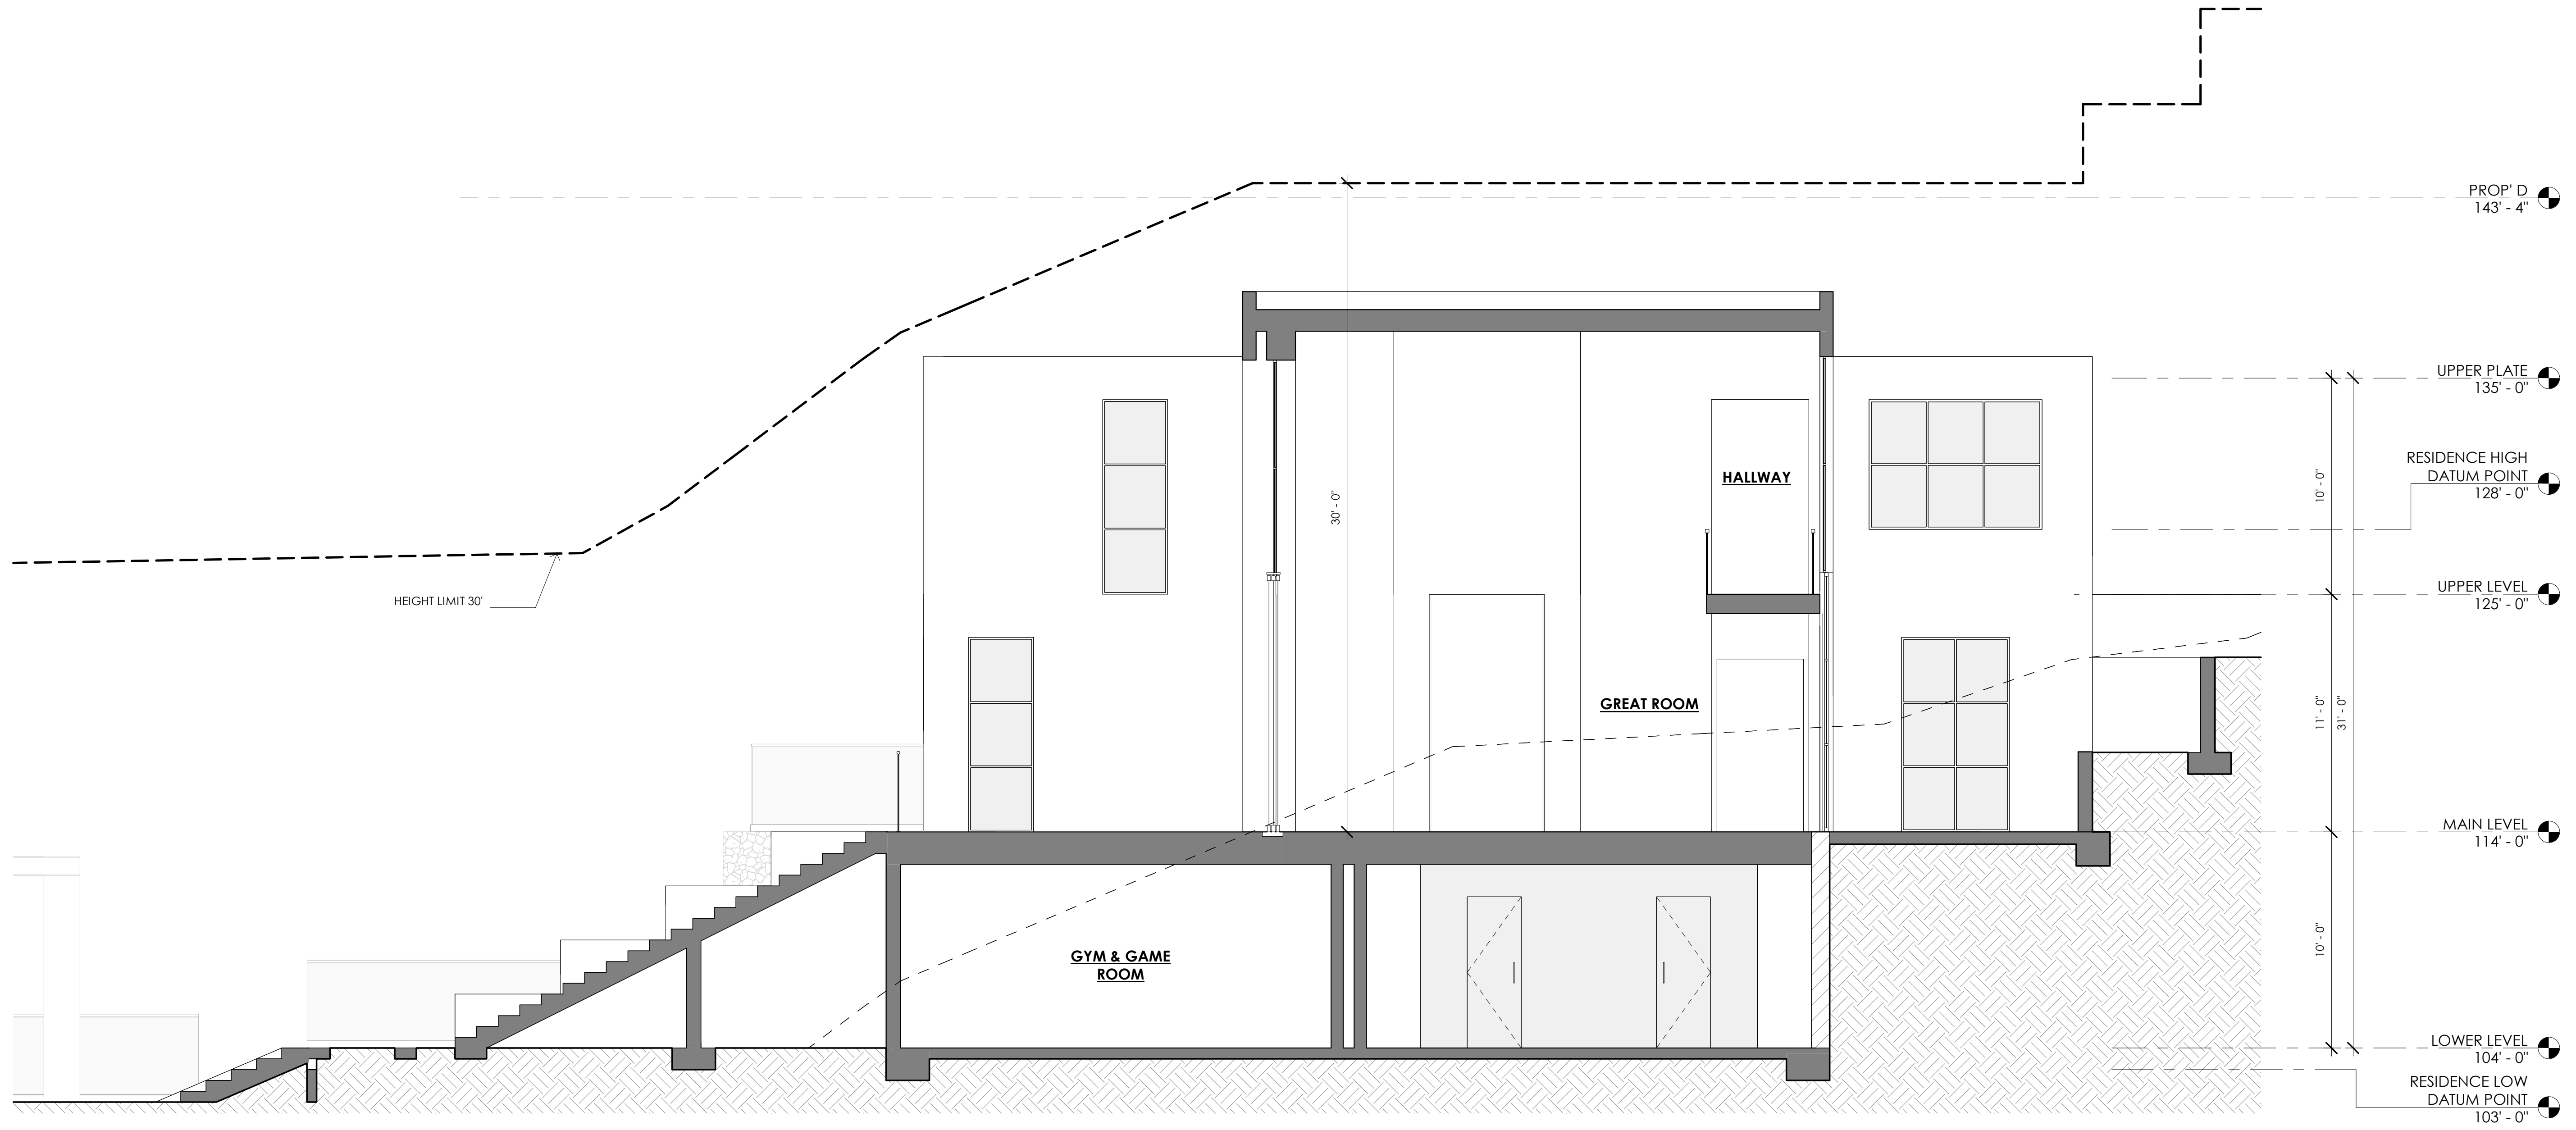 PROP' D
143' - 4"
UPPER PLATE
135' - 0"
RESIDENCE HIGH
DATUM POINT
128' - 0"
HALLWAY
10' - 0"
30' - 0"
UPPER LEVEL
125' - 0"
HEIGHT LIMIT 30'
GREAT ROOM
11' - 0"
31' - 0"
MAIN LEVEL
114' - 0"
GYM & GAME
ROOM
10' - 0"
LOWER LEVEL
104' - 0"
RESIDENCE LOW
DATUM POINT
103' - 0"